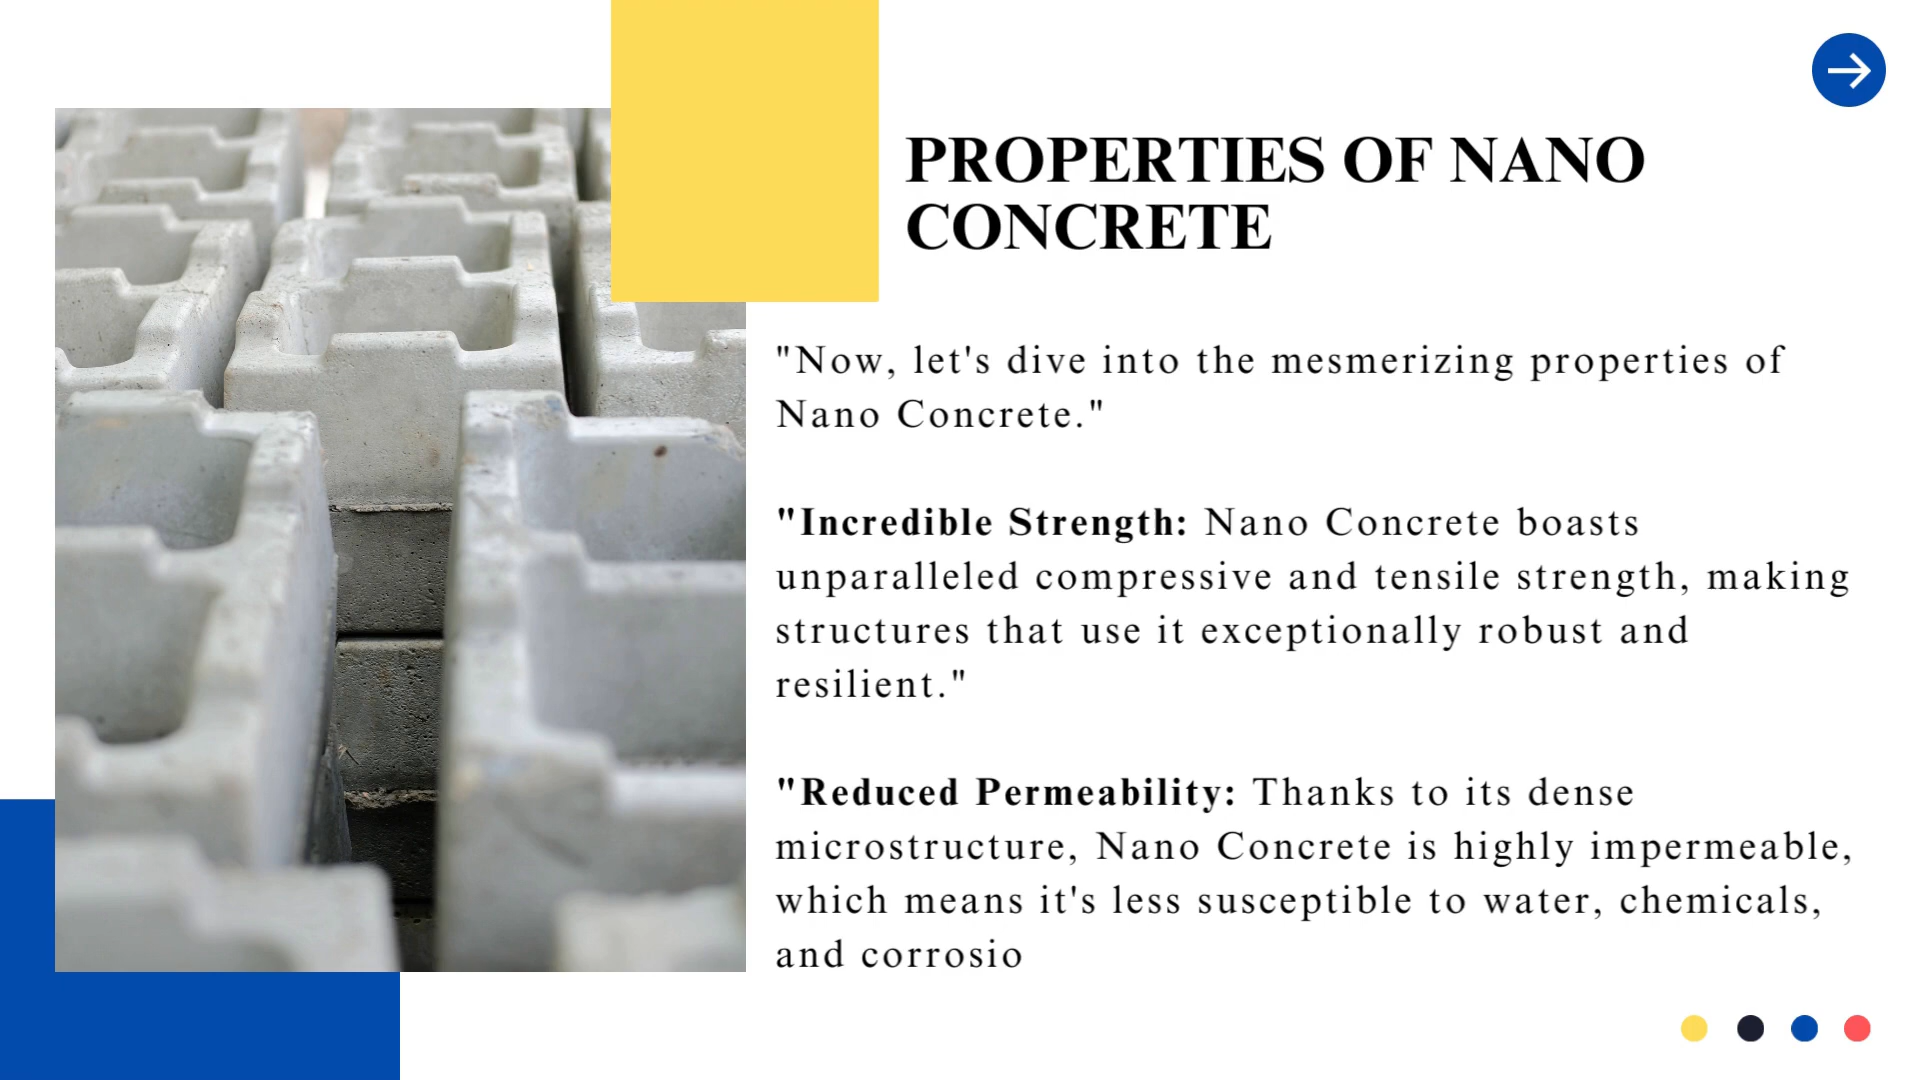 PROPERTIES OF NANO
CONCRETE
"Now, let's dive into the mesmerizing properties of
Nano Concrete."
"Incredible Strength: Nano Concrete boasts
unparalleled compressive and tensile strength, making
structures that use it exceptionally robust and
resilient."
"Reduced Permeability: Thanks to its dense
microstructure, Nano Concrete is highly impermeable,
which means it's less susceptible to water, chemicals,
and corrosio